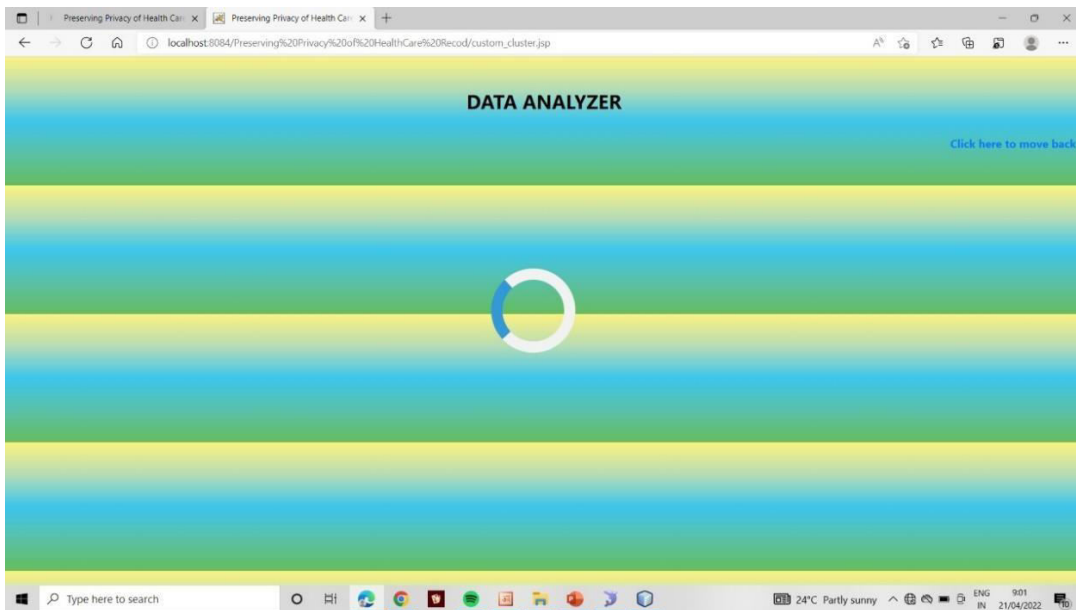 Preserving Privacy of Health Car
Preserving Privacy of Health Car
localhost:8084/Preserving%20Privacy%20of%20HealthCare%20Recod/custom_cluster.jsp
DATA ANALYZER
Click here to move back
Type here to search
24°C Partly sunny
ENG
IN
9:01
21/04/2022